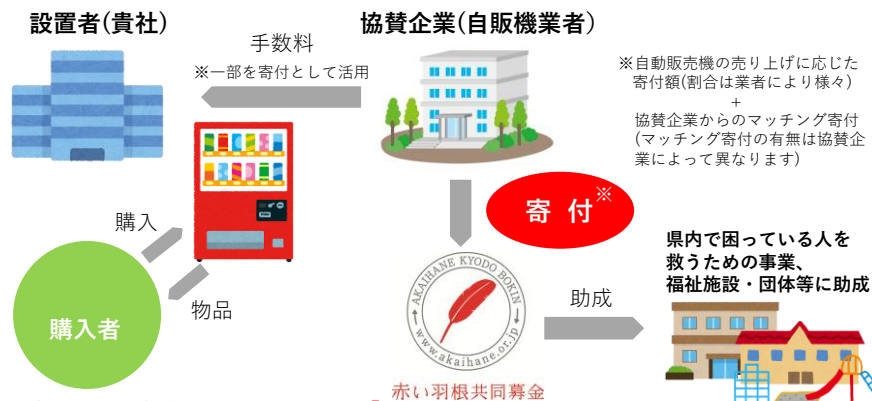 設置者(貴社)
協賛企業(自販機業者)
手数料
※一部を寄付として活用
※自動販売機の売り上げに応じた
寄付額(割合は業者により様々)
+
協賛企業からのマッチング寄付
(マッチング寄付の有無は協賛企
業によって異なります)
購入
寄 付※
県内で困っている人を
救うための事業、
福祉施設・団体等に助成
物品
購入者
助成
AKAIHANE KYODO BOKIN
www.akaihane.or.jp
赤い羽根共同募金